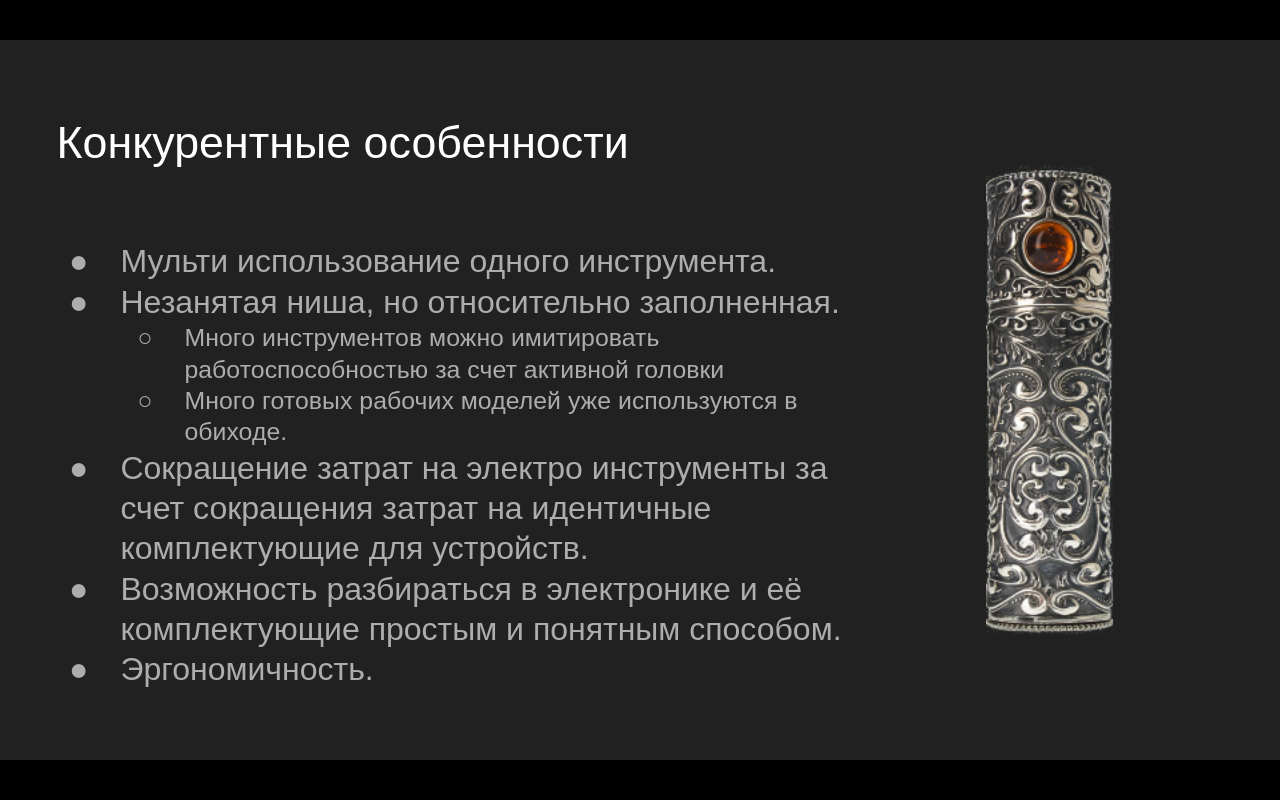 Конкурентные особенности
● Мульти использование одного инструмента.
● Незанятая ниша, но относительно заполненная.
○ Много инструментов можно имитировать
работоспособностью за счет активной головки
○ Много готовых рабочих моделей уже используются в
обиходе.
● Сокращение затрат на электро инструменты за
счет сокращения затрат на идентичные
комплектующие для устройств.
● Возможность разбираться в электронике и её
комплектующие простым и понятным способом.
● Эргономичность.